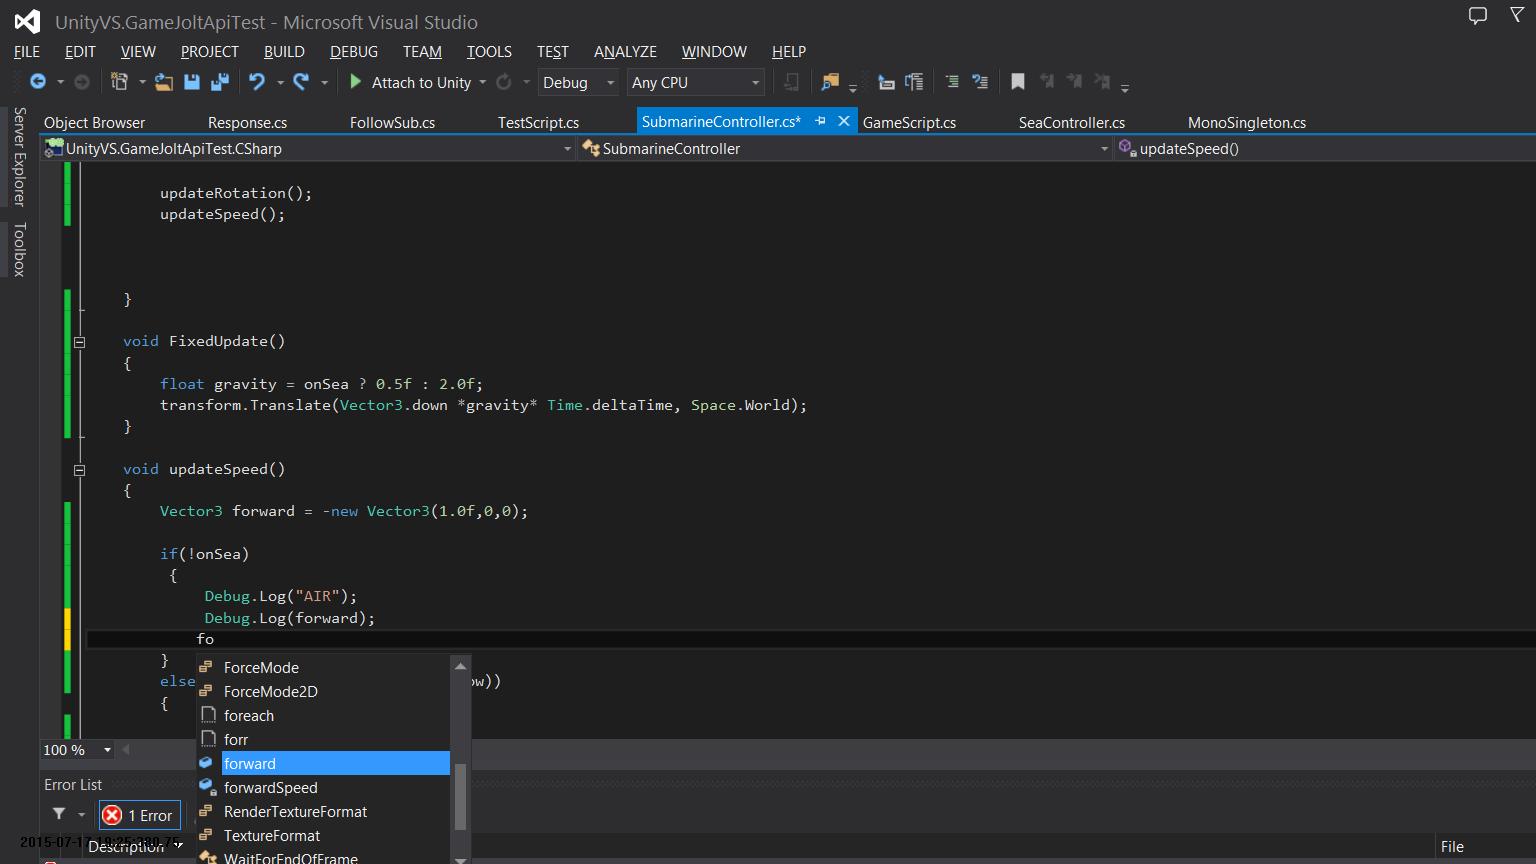 UnityVS.GameJoltApiTest - Microsoft Visual Studio
FILE EDIT VIEW PROJECT BUILD DEBUG TEAM TOOLS TEST ANALYZE WINDOW HELP
Attach to Unity Debug Any CPU
Server Explorer
Toolbox
Object Browser Response.cs FollowSub.cs TestScript.cs SubmarineController.cs* GameScript.cs SeaController.cs MonoSingleton.cs
UnityVS.GameJoltApiTest.CSharp SubmarineController updateSpeed()
updateRotation();
updateSpeed();
}
void FixedUpdate()
{
float gravity = onSea ? 0.5f : 2.0f;
transform.Translate(Vector3.down *gravity* Time.deltaTime, Space.World);
}
void updateSpeed()
{
Vector3 forward = -new Vector3(1.0f,0,0);
if(!onSea)
{
Debug.Log("AIR");
Debug.Log(forward);
fo
}
else ow))
{
ForceMode
ForceMode2D
foreach
forr
forward
forwardSpeed
RenderTextureFormat
TextureFormat
WaitForEndOfFrame
100 %
Error List
1 Error
Description File